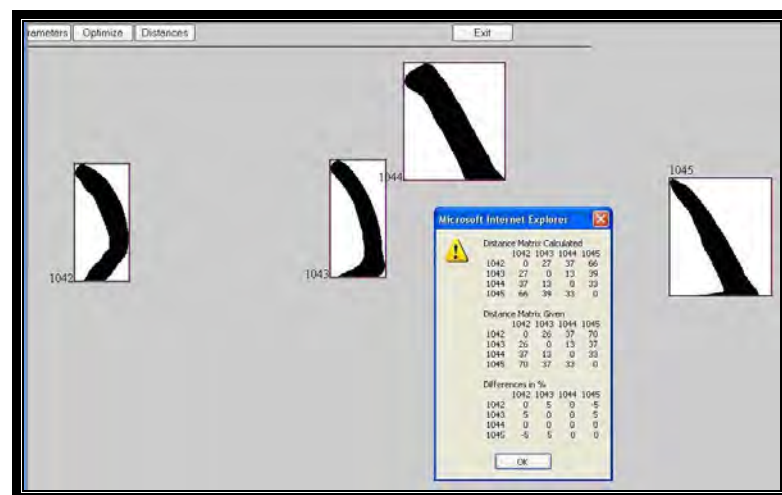 rameters Optimize Distances Exit
1044
1045
1042
1043
Microsoft Internet Explorer
Distance Matrix Calculated
1042 1043 1044 1045
1042 0 27 37 66
1043 27 0 13 39
1044 37 13 0 33
1045 66 39 33 0
Distance Matrix Given
1042 1043 1044 1045
1042 0 26 37 70
1043 26 0 13 37
1044 37 13 0 33
1045 70 37 33 0
Differences in %
1042 1043 1044 1045
1042 0 5 0 -5
1043 5 0 0 5
1044 0 0 0 0
1045 -5 5 0 0
OK